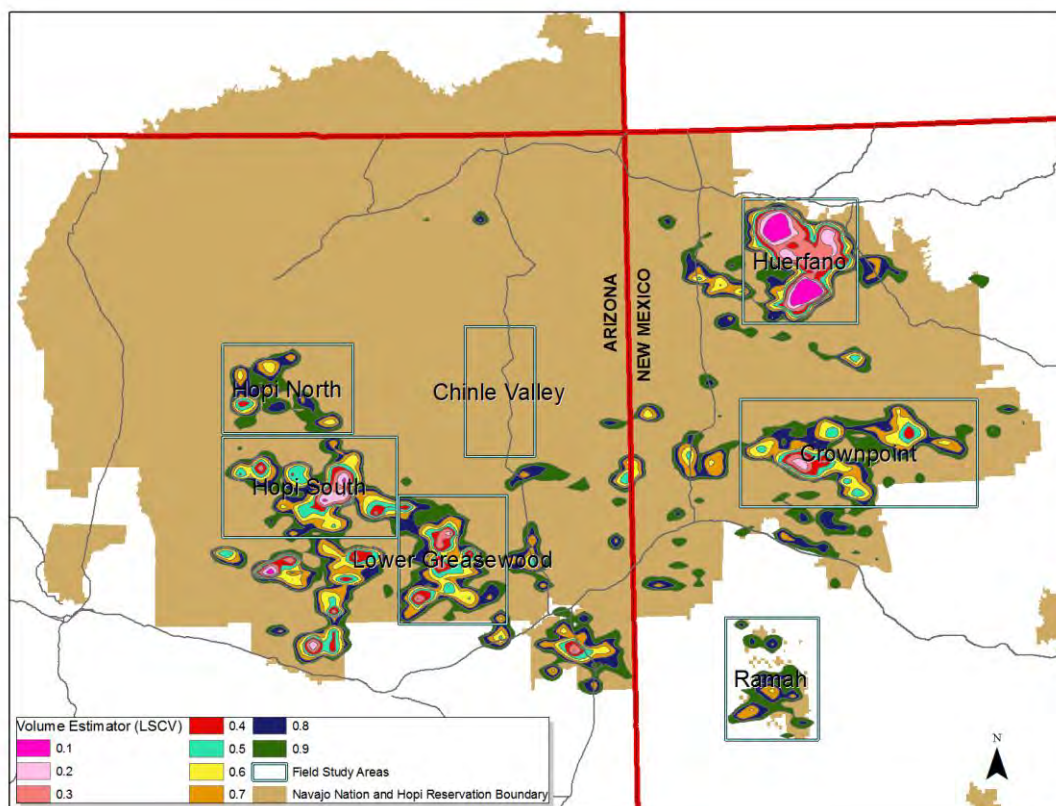 ARIZONA
NEW MEXICO
Huerfano
Hopi North
Chinle Valley
Hopi South
Crownpoint
Lower Greasewood
Ramah
Volume Estimator (LSCV)
0.1
0.2
0.3
0.4
0.5
0.6
0.7
0.8
0.9
Field Study Areas
Navajo Nation and Hopi Reservation Boundary
N